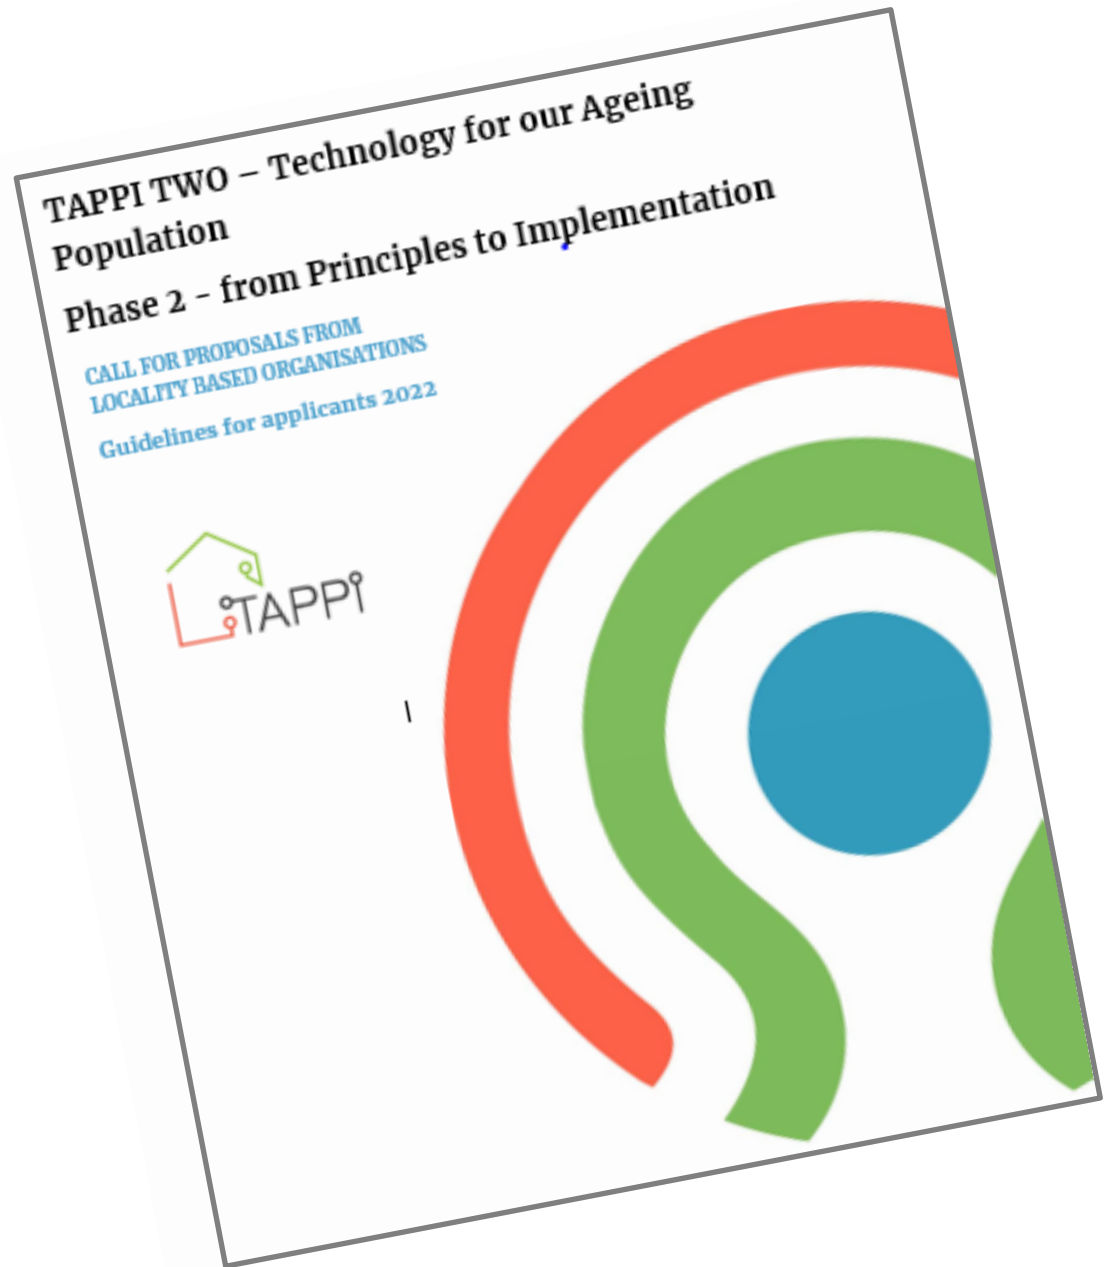 TAPPI TWO – Technology for our Ageing
Population
Phase 2 - from Principles to Implementation
CALL FOR PROPOSALS FROM
LOCALITY BASED ORGANISATIONS
Guidelines for applicants 2022
TAPPI